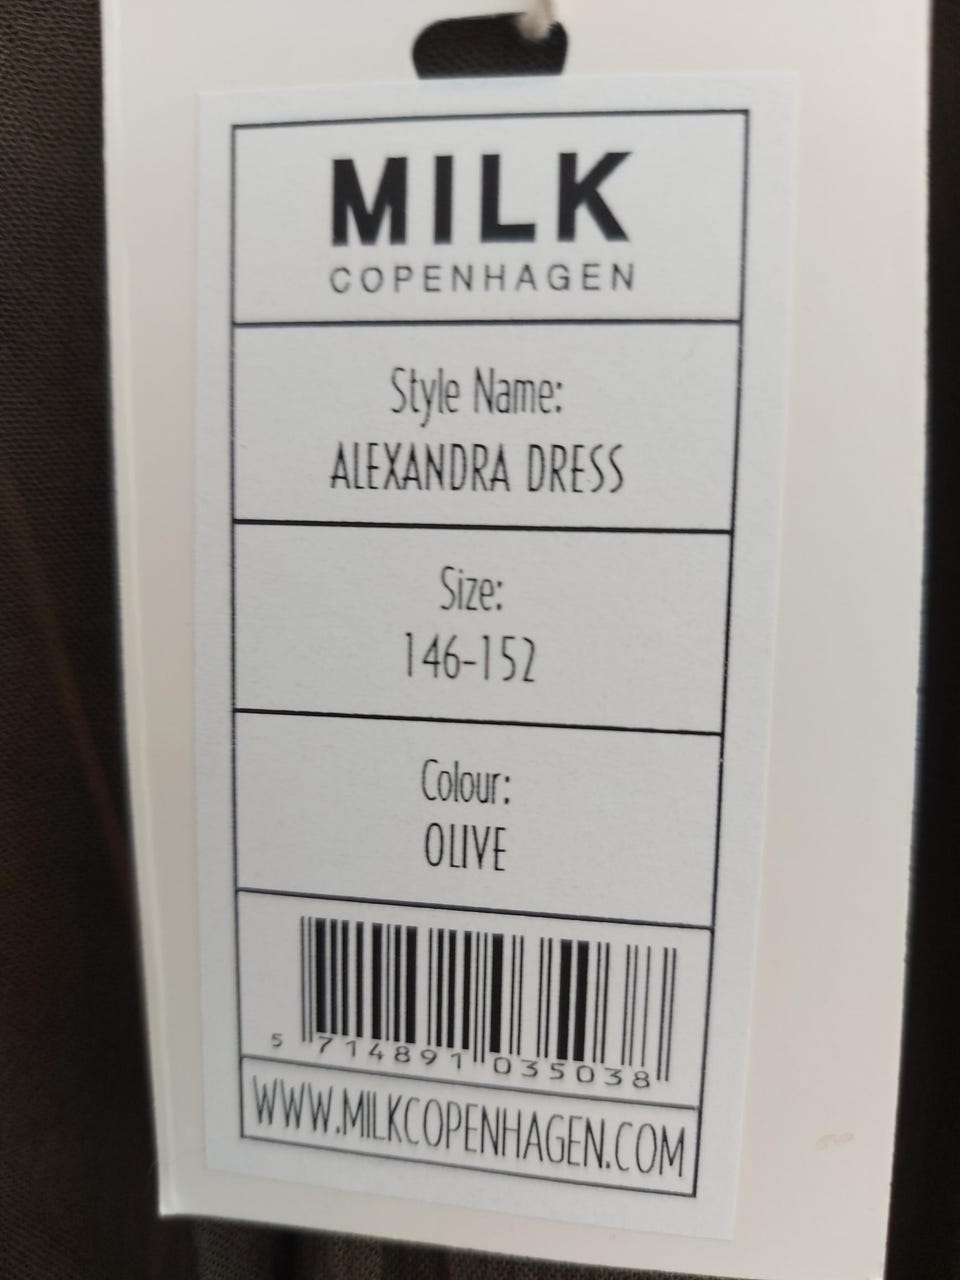 MILK
COPENHAGEN
Style Name:
ALEXANDRA DRESS
Size:
146-152
Colour:
OLIVE
5 714891 035038
WWW.MILKCOPENHAGEN.COM